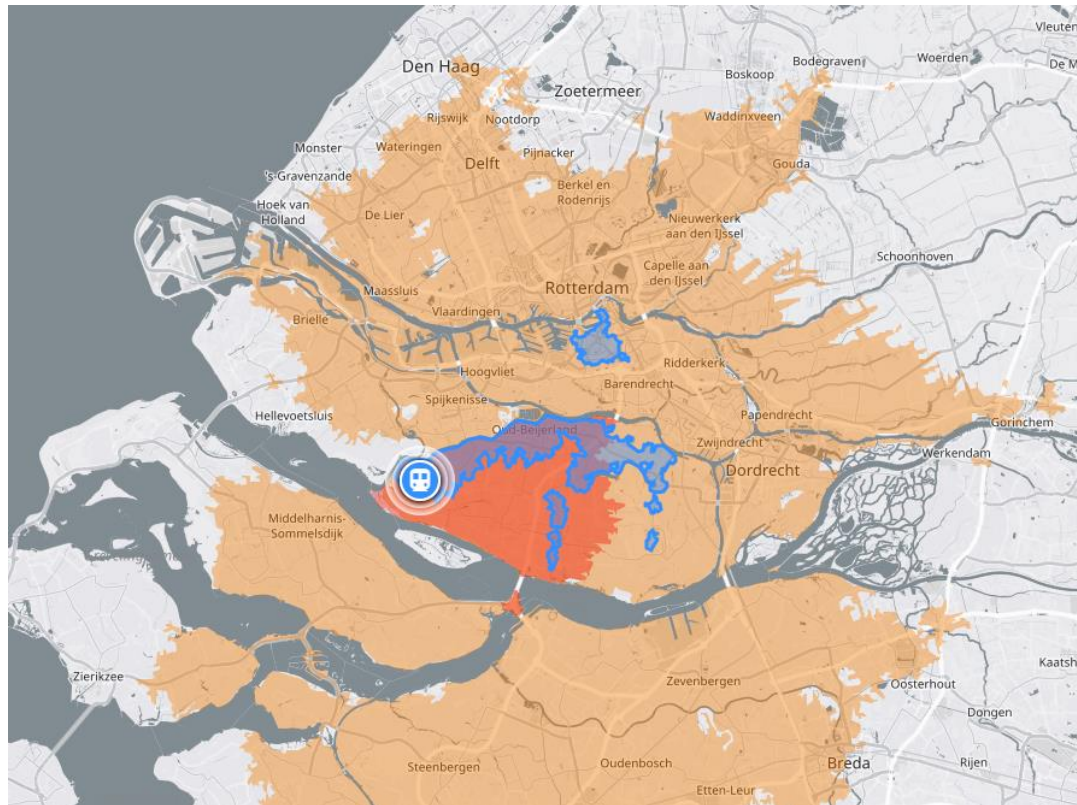 Vleuten
Den Haag
Bodegraven
Woerden
De M
Boskoop
Zoetermeer
Rijswijk
Nootdorp
Waddinxveen
Monster
Wateringen
Delft
Pijnacker
Gouda
's-Gravenzande
Berkel en
Rodenrijs
Hoek van
Holland
De Lier
Nieuwerkerk
aan den IJssel
Schoonhoven
Capelle aan
den IJssel
Maassluis
Rotterdam
Vlaardingen
Brielle
Ridderkerk
Hoogvliet
Barendrecht
Spijkenisse
Hellevoetsluis
Papendrecht
Gorinchem
Oud-Beijerland
Zwijndrecht
Werkendam
Dordrecht
Middelharnis-
Sommelsdijk
Zierikzee
Kaatsh
Zevenbergen
Oosterhout
Dongen
Steenbergen
Oudenbosch
Breda
Rijen
Etten-Leur